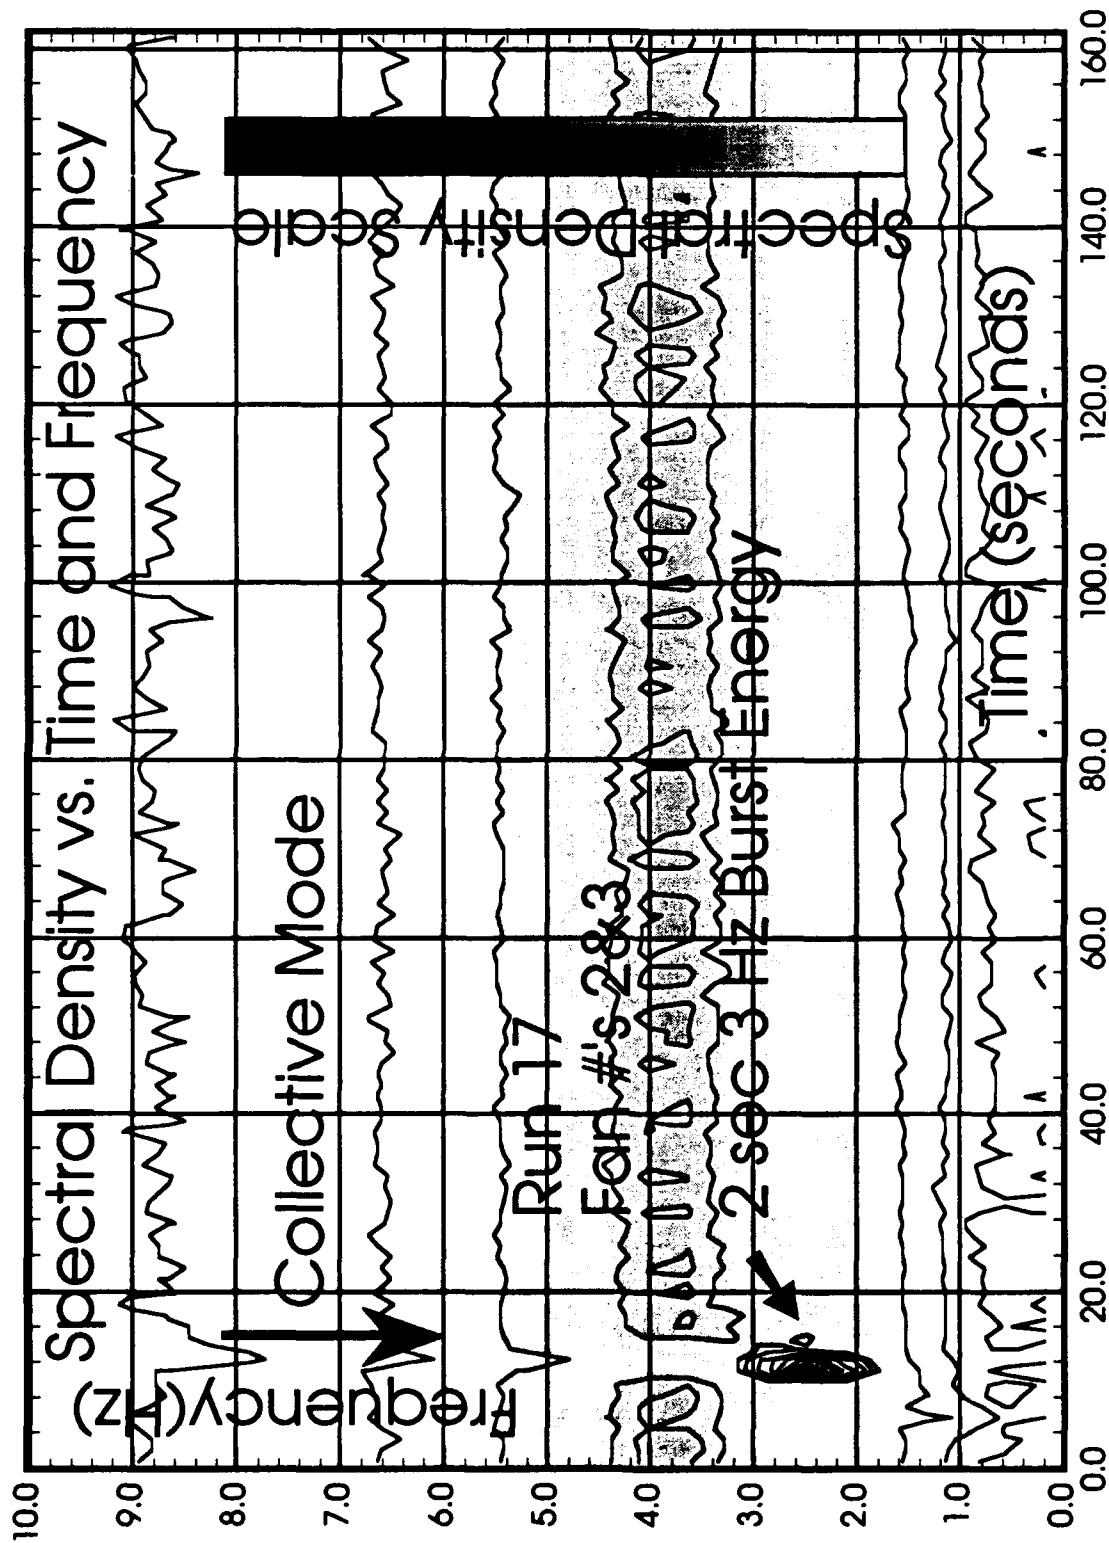 Spectral Density vs. Time and Frequency
Frequency(Hz)
Collective Mode
Run 17
Fan #'s 2&3
2 sec 3 Hz Burst Energy
Spectral Density scale
Time (seconds)
10.0
9.0
8.0
7.0
6.0
5.0
4.0
3.0
2.0
1.0
0.0
0.0 20.0 40.0 60.0 80.0 100.0 120.0 140.0 160.0